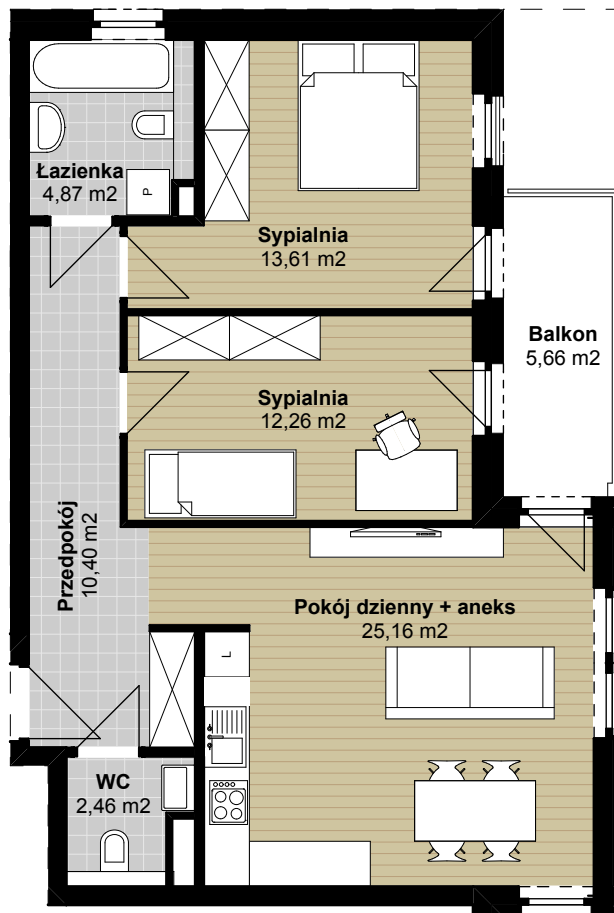 Łazienka
4,87 m2
P
Sypialnia
13,61 m2
Balkon
5,66 m2
Sypialnia
12,26 m2
Przedpokój
10,40 m2
Pokój dzienny + aneks
25,16 m2
L
WC
2,46 m2